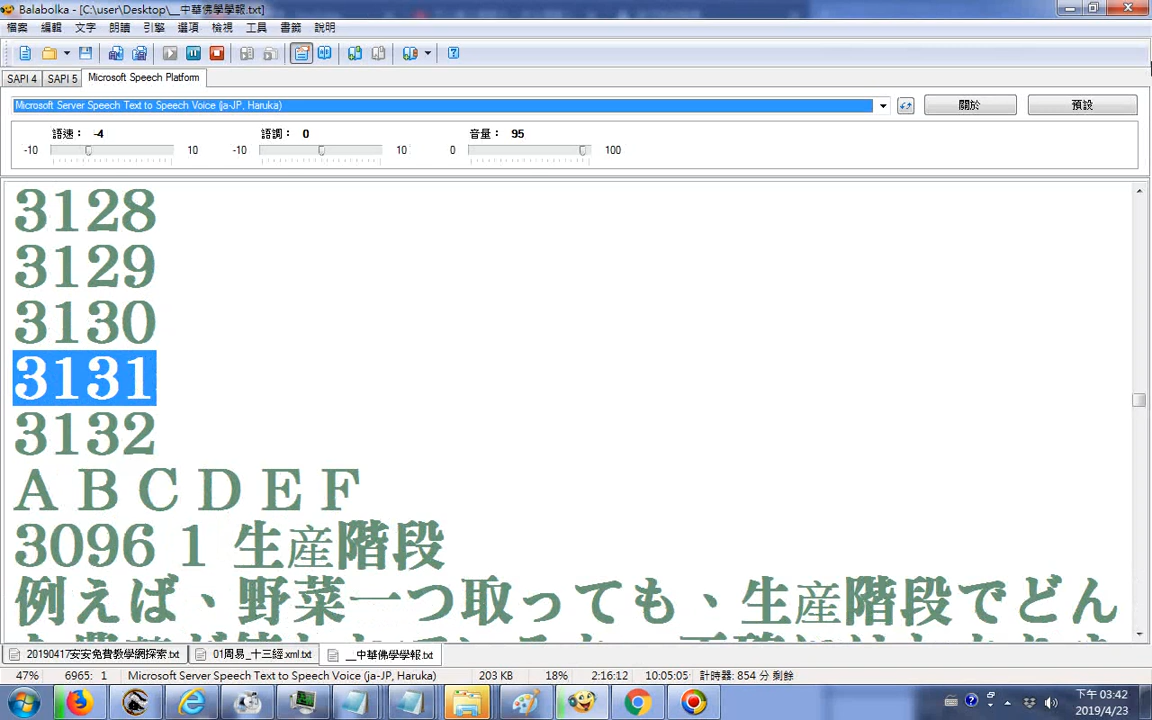 Balabolka - [C:\user\Desktop\__中華佛學學報.txt]
檔案 編輯 文字 朗讀 引擎 選項 檢視 工具 書籤 說明
SAPI 4 SAPI 5 Microsoft Speech Platform
Microsoft Server Speech Text to Speech Voice (ja-JP, Haruka) 關於 預設
語速： -4 語調： 0 音量： 95
-10 10 -10 10 0 100
3128
3129
3130
3131
3132
A B C D E F
3096 1 生産階段
例えば、野菜一つ取っても、生産階段でどん
20190417安安免費教學網探索.txt 01周易_十三經.xml.txt __中華佛學學報.txt
47% 6965: 1 Microsoft Server Speech Text to Speech Voice (ja-JP, Haruka) 203 KB 18% 2:16:12 10:05:05 計時器: 854 分 剩餘
下午 03:42
2019/4/23